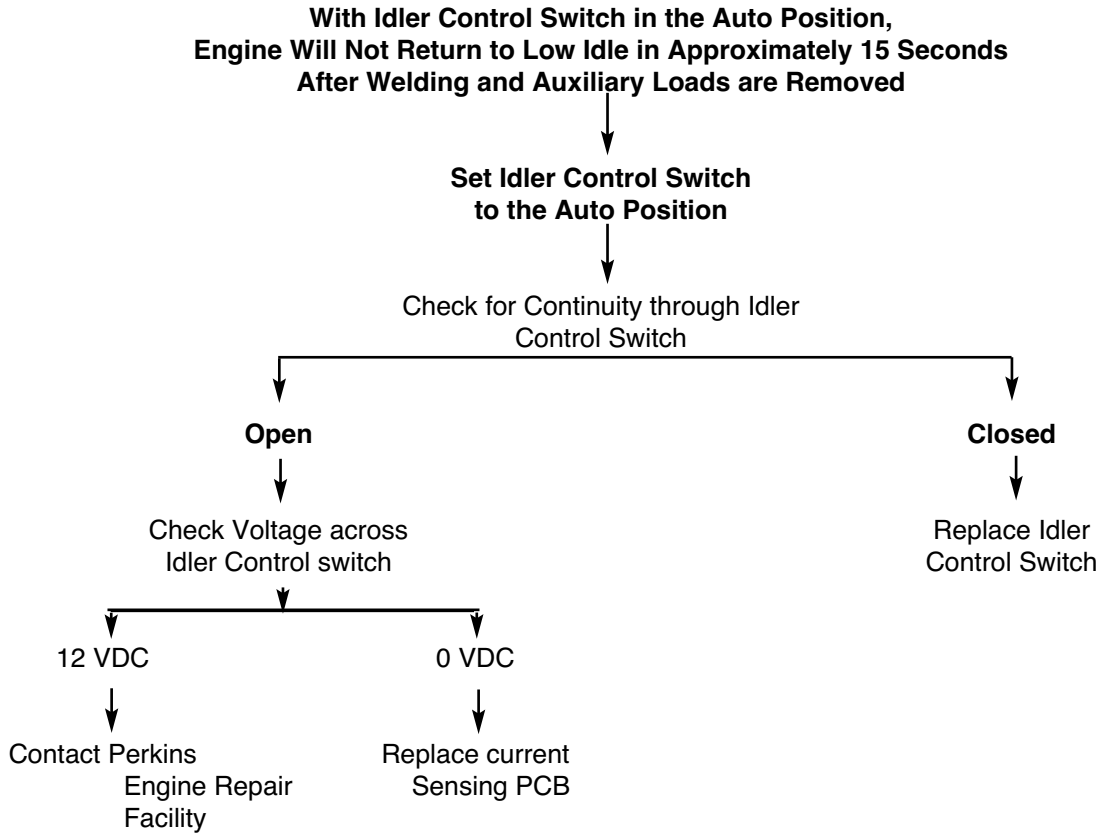 With Idler Control Switch in the Auto Position,
Engine Will Not Return to Low Idle in Approximately 15 Seconds
After Welding and Auxiliary Loads are Removed
Set Idler Control Switch
to the Auto Position
Check for Continuity through Idler
Control Switch
Open
Closed
Check Voltage across
Idler Control switch
Replace Idler
Control Switch
12 VDC
0 VDC
Contact Perkins
Engine Repair
Facility
Replace current
Sensing PCB